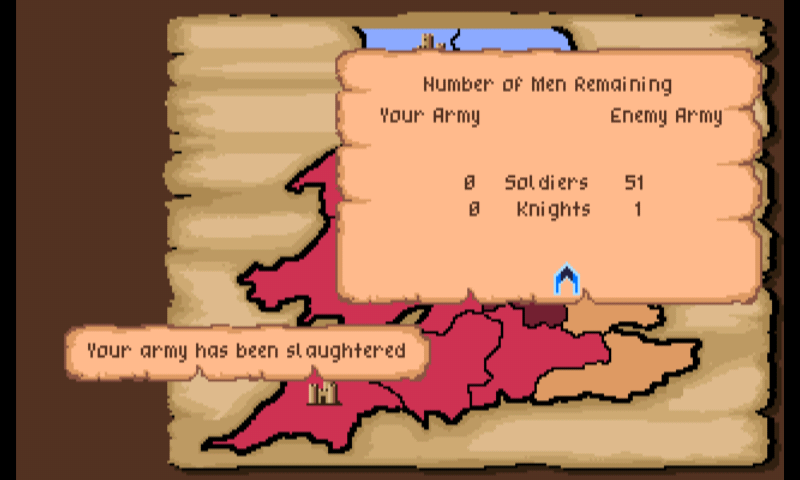 Number of Men Remaining
Your Army Enemy Army
0 Soldiers 51
0 Knights 1
Your army has been slaughtered